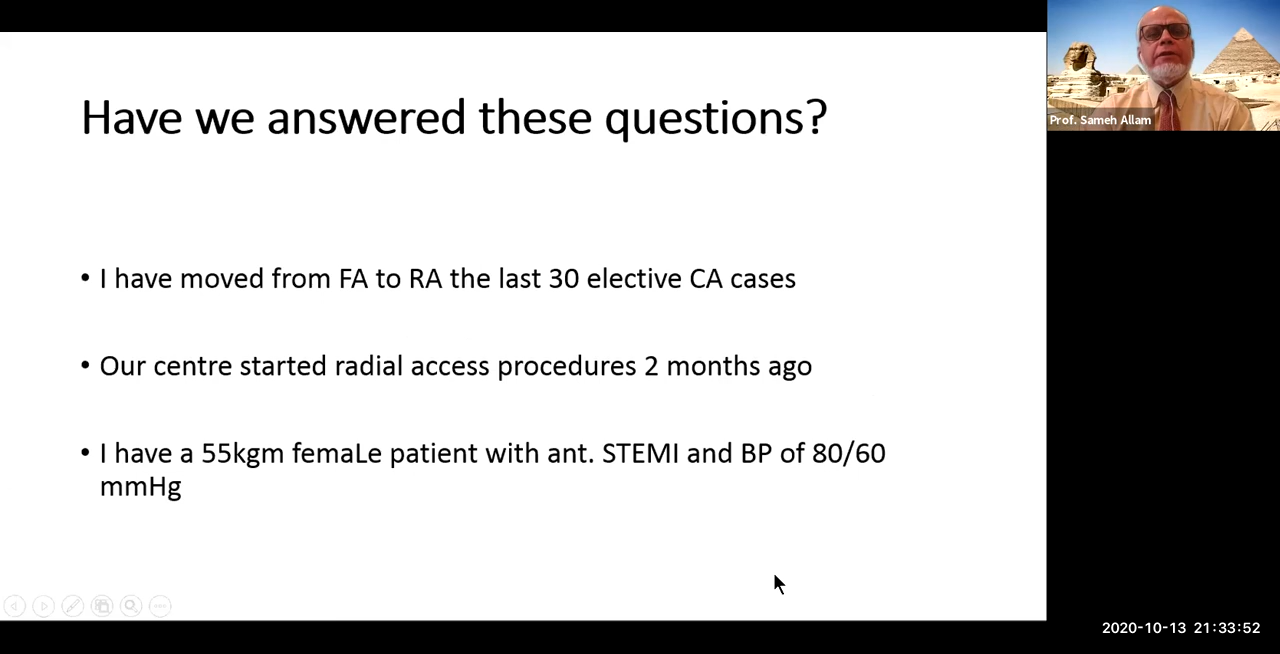 Have we answered these questions?
• I have moved from FA to RA the last 30 elective CA cases
• Our centre started radial access procedures 2 months ago
• I have a 55kgm femaLe patient with ant. STEMI and BP of 80/60
mmHg
Prof. Sameh Allam
2020-10-13 21:33:52